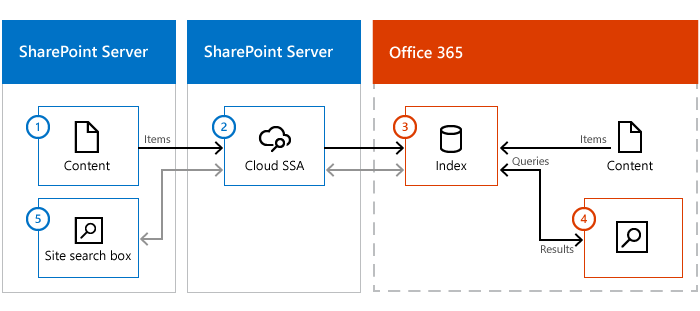 SharePoint Server
SharePoint Server
Office 365
1
Content
Items
2
Cloud SSA
3
Index
Items
Content
Queries
5
Site search box
4
Results